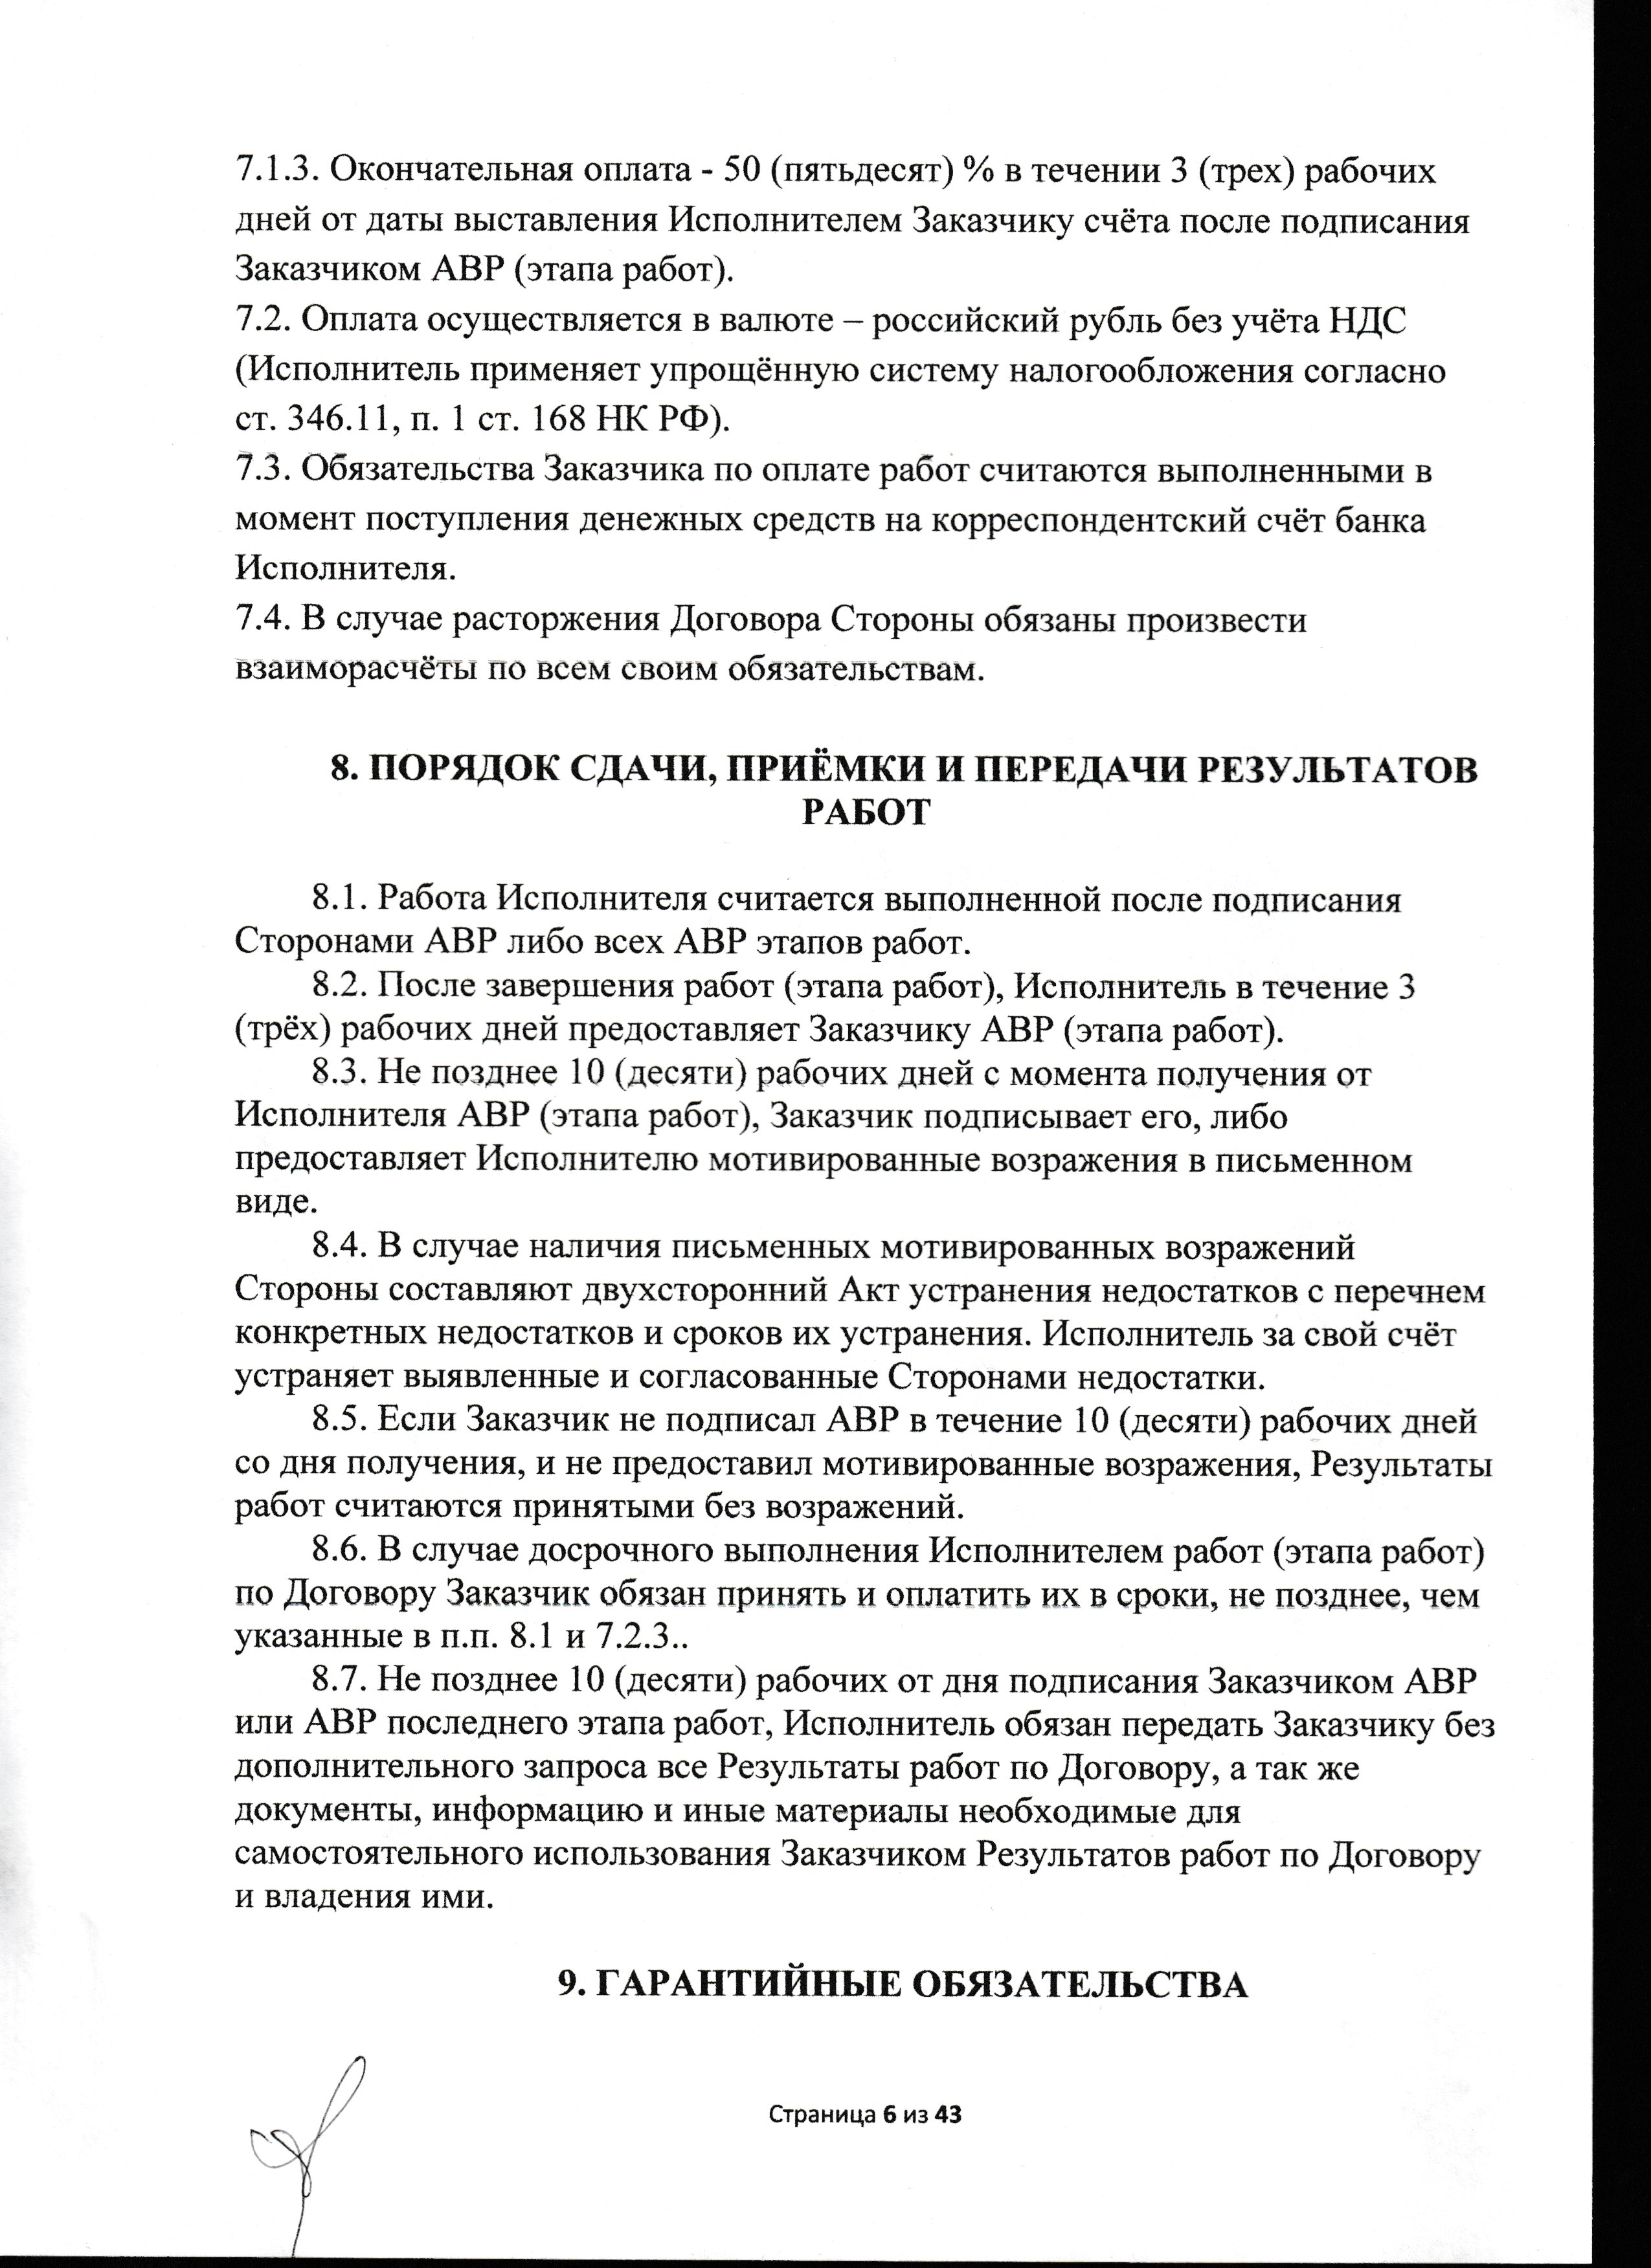 7.1.3. Окончательная оплата - 50 (пятьдесят) % в течении 3 (трех) рабочих
дней от даты выставления Исполнителем Заказчику счёта после подписания
Заказчиком АВР (этапа работ).
7.2. Оплата осуществляется в валюте – российский рубль без учёта НДС
(Исполнитель применяет упрощённую систему налогообложения согласно
ст. 346.11, п. 1 ст. 168 НК РФ).
7.3. Обязательства Заказчика по оплате работ считаются выполненными в
момент поступления денежных средств на корреспондентский счёт банка
Исполнителя.
7.4. В случае расторжения Договора Стороны обязаны произвести
взаиморасчёты по всем своим обязательствам.
8. ПОРЯДОК СДАЧИ, ПРИЁМКИ И ПЕРЕДАЧИ РЕЗУЛЬТАТОВ
РАБОТ
8.1. Работа Исполнителя считается выполненной после подписания
Сторонами АВР либо всех АВР этапов работ.
8.2. После завершения работ (этапа работ), Исполнитель в течение 3
(трёх) рабочих дней предоставляет Заказчику АВР (этапа работ).
8.3. Не позднее 10 (десяти) рабочих дней с момента получения от
Исполнителя АВР (этапа работ), Заказчик подписывает его, либо
предоставляет Исполнителю мотивированные возражения в письменном
виде.
8.4. В случае наличия письменных мотивированных возражений
Стороны составляют двухсторонний Акт устранения недостатков с перечнем
конкретных недостатков и сроков их устранения. Исполнитель за свой счёт
устраняет выявленные и согласованные Сторонами недостатки.
8.5. Если Заказчик не подписал АВР в течение 10 (десяти) рабочих дней
со дня получения, и не предоставил мотивированные возражения, Результаты
работ считаются принятыми без возражений.
8.6. В случае досрочного выполнения Исполнителем работ (этапа работ)
по Договору Заказчик обязан принять и оплатить их в сроки, не позднее, чем
указанные в п.п. 8.1 и 7.2.3..
8.7. Не позднее 10 (десяти) рабочих от дня подписания Заказчиком АВР
или АВР последнего этапа работ, Исполнитель обязан передать Заказчику без
дополнительного запроса все Результаты работ по Договору, а так же
документы, информацию и иные материалы необходимые для
самостоятельного использования Заказчиком Результатов работ по Договору
и владения ими.
9. ГАРАНТИЙНЫЕ ОБЯЗАТЕЛЬСТВА
Страница 6 из 43